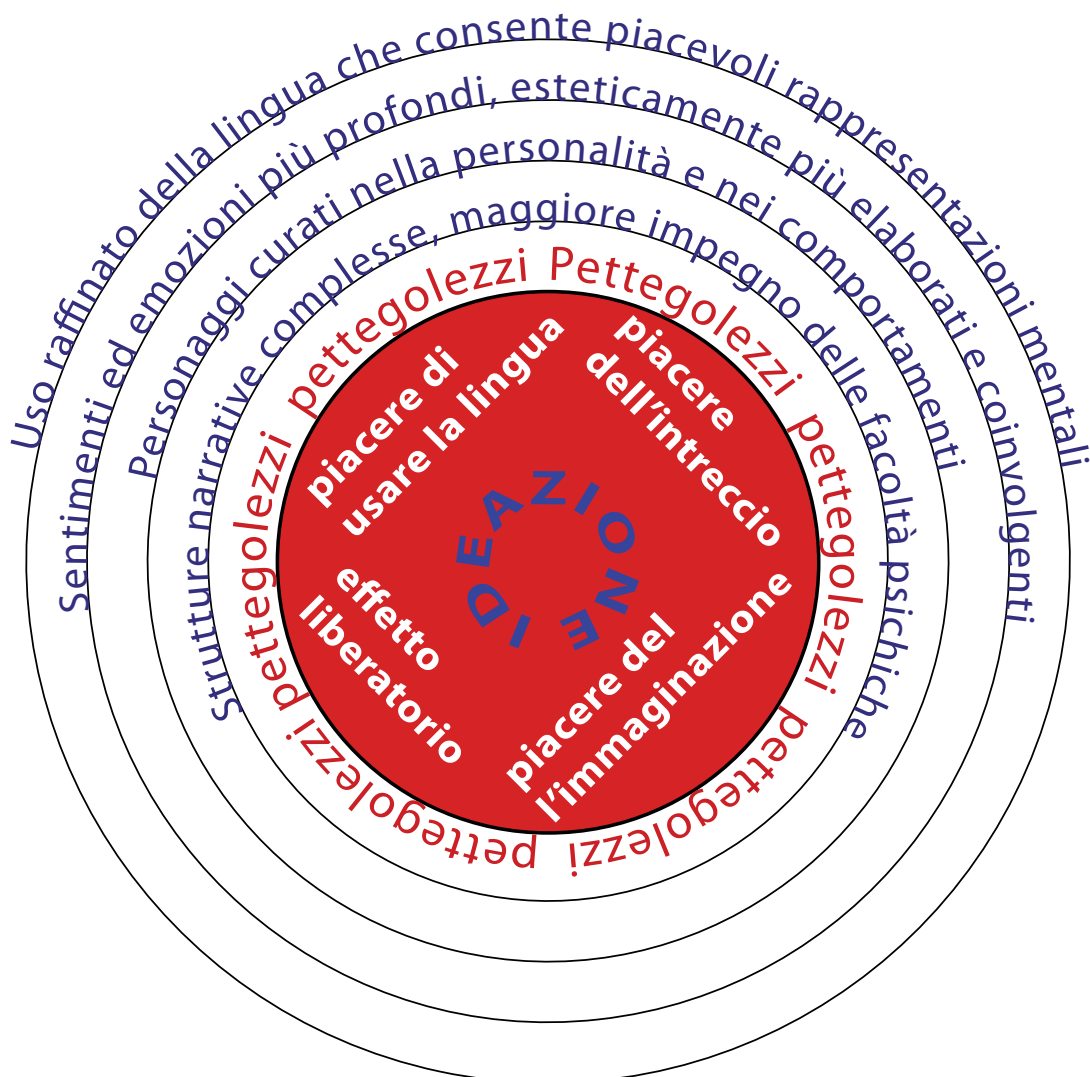 Uso raffinato della lingua che consente piacevoli rappresentazioni mentali
Sentimenti ed emozioni più profondi, esteticamente più elaborati e coinvolgenti
Personaggi curati nella personalità e nei comportamenti
Strutture narrative complesse, maggiore impegno delle facoltà psichiche
Pettegolezzi pettegolezzi pettegolezzi pettegolezzi pettegolezzi pettegolezzi
piacere di
usare la lingua
piacere
dell'intreccio
IDEAZIONE
effetto
liberatorio
piacere del
l'immaginazione